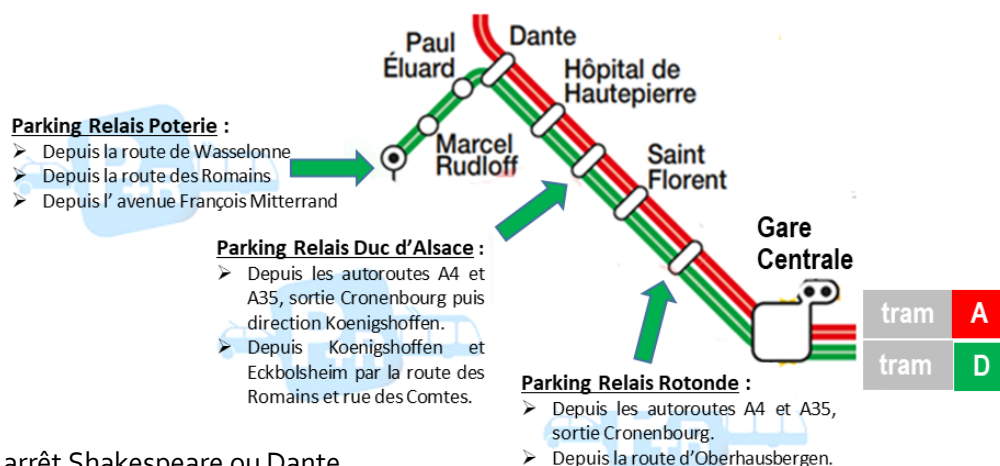 Dante
Paul
Éluard
Hôpital de
Hautepierre
Parking Relais Poterie :
➢ Depuis la route de Wasselonne
➢ Depuis la route des Romains
➢ Depuis l' avenue François Mitterrand
Marcel
Rudloff
Saint
Florent
Gare
Centrale
Parking Relais Duc d'Alsace :
➢ Depuis les autoroutes A4 et
A35, sortie Cronenbourg puis
direction Koenigshoffen.
➢ Depuis Koenigshoffen et
Eckbolsheim par la route des
Romains et rue des Comtes.
tram A
tram D
Parking Relais Rotonde :
➢ Depuis les autoroutes A4 et A35,
sortie Cronenbourg.
➢ Depuis la route d'Oberhausbergen.
arrêt Shakespeare ou Dante